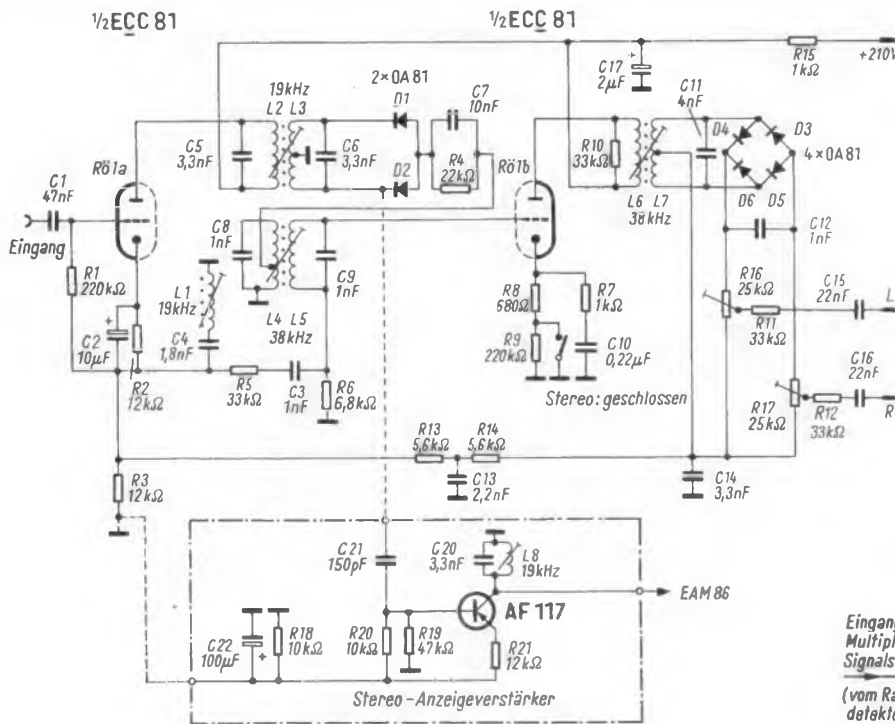 ½ECC 81
½ECC 81
Rö1a
Rö1b
C1
47nF
Eingang
R1
220kΩ
C2
10µF
+
R2
12kΩ
R3
12kΩ
L1
19kHz
C4
1,8nF
C5
3,3nF
19kHz
L2 L3
C6
3,3nF
2×OA81
D1
D2
C7
10nF
R4
22kΩ
C8
1nF
L4 L5
38kHz
C9
1nF
R5
33kΩ
C3
1nF
R6
6,8kΩ
R8
680Ω
R9
220kΩ
R7
1kΩ
C10
0,22µF
Stereo: geschlossen
R10
33kΩ
L6 L7
38kHz
+
C17
2µF
C11
4nF
R15
1kΩ
+210V
D4
D3
4×OA81
D6
D5
C12
1nF
R16
25kΩ
R11
33kΩ
C15
22nF
L
R17
25kΩ
R12
33kΩ
C16
22nF
R
R13
5,6kΩ
R14
5,6kΩ
C13
2,2nF
C14
3,3nF
C21
150pF
C20
3,3nF
L8
19kHz
AF 117
EAM86
C22
100µF
+
R18
10kΩ
R20
10kΩ
R19
47kΩ
R21
12kΩ
Stereo-Anzeigeverstärker
Eingang
Multipl
Signals
(vom Ra
detekt